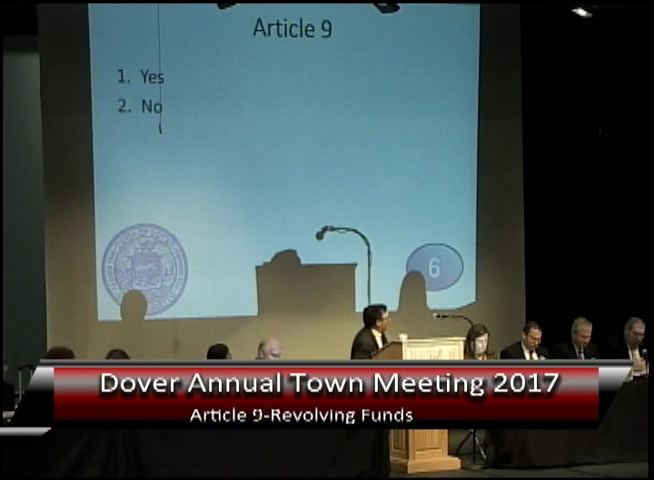 Article 9
1. Yes
2. No
6
Dover Annual Town Meeting 2017
Article 9-Revolving Funds